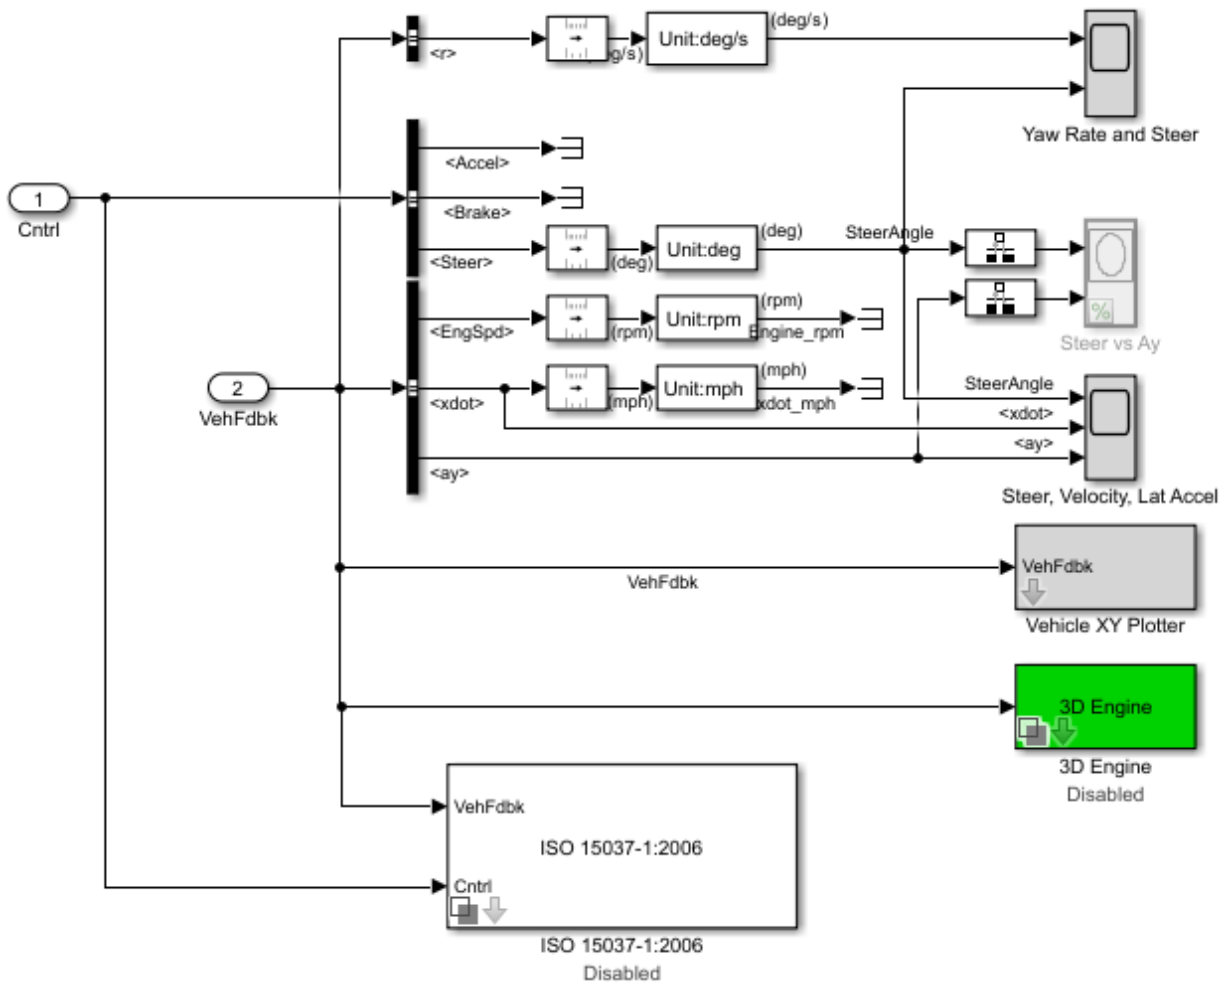 (deg/s)
Unit:deg/s
<r>
Yaw Rate and Steer
<Accel>
1
<Brake>
Cntrl
(deg)
SteerAngle
Unit:deg
<Steer>
(deg)
(rpm)
Unit:rpm
<EngSpd>
(rpm)
Engine_rpm
%
Steer vs Ay
(mph)
2
Unit:mph
SteerAngle
<xdot>
(mph)
xdot_mph
<xdot>
VehFdbk
<ay>
<ay>
Steer, Velocity, Lat Accel
VehFdbk
VehFdbk
Vehicle XY Plotter
3D Engine
3D Engine
Disabled
VehFdbk
ISO 15037-1:2006
Cntrl
ISO 15037-1:2006
Disabled